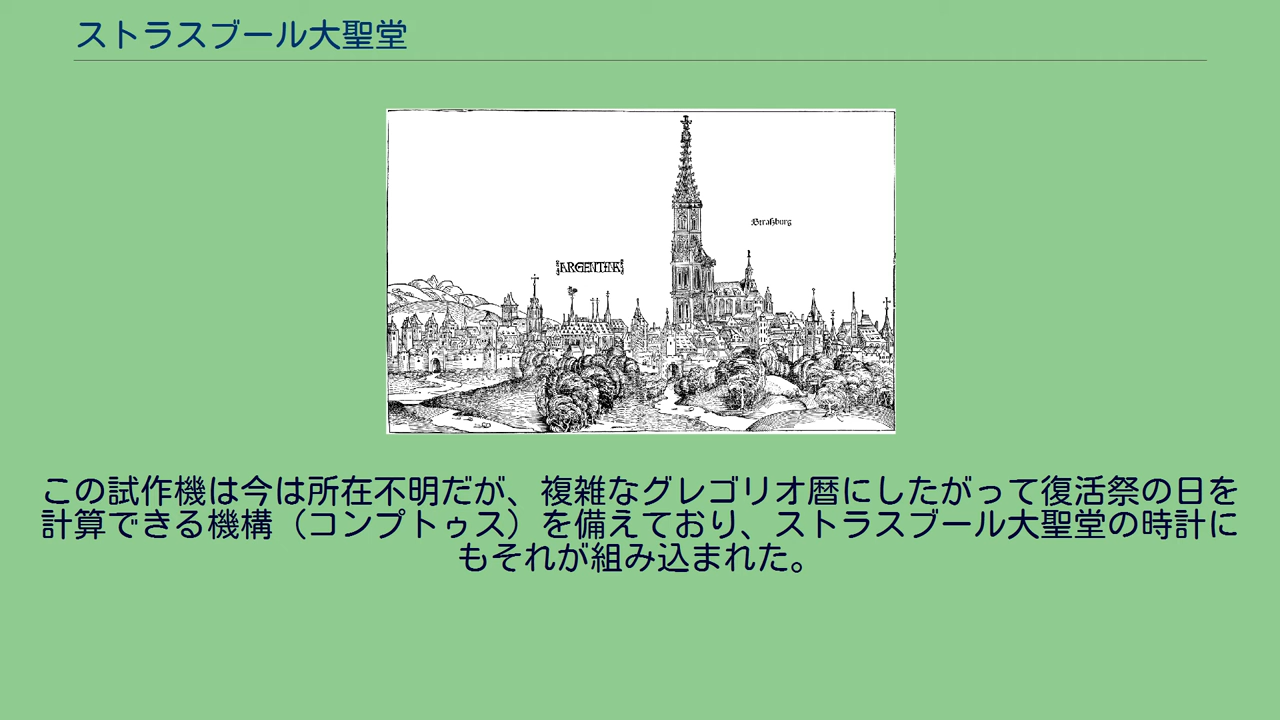 ストラスブール大聖堂
ARGENTINA
Straßburg
この試作機は今は所在不明だが、複雑なグレゴリオ暦にしたがって復活祭の日を
計算できる機構（コンプトゥス）を備えており、ストラスブール大聖堂の時計に
もそれが組み込まれた。